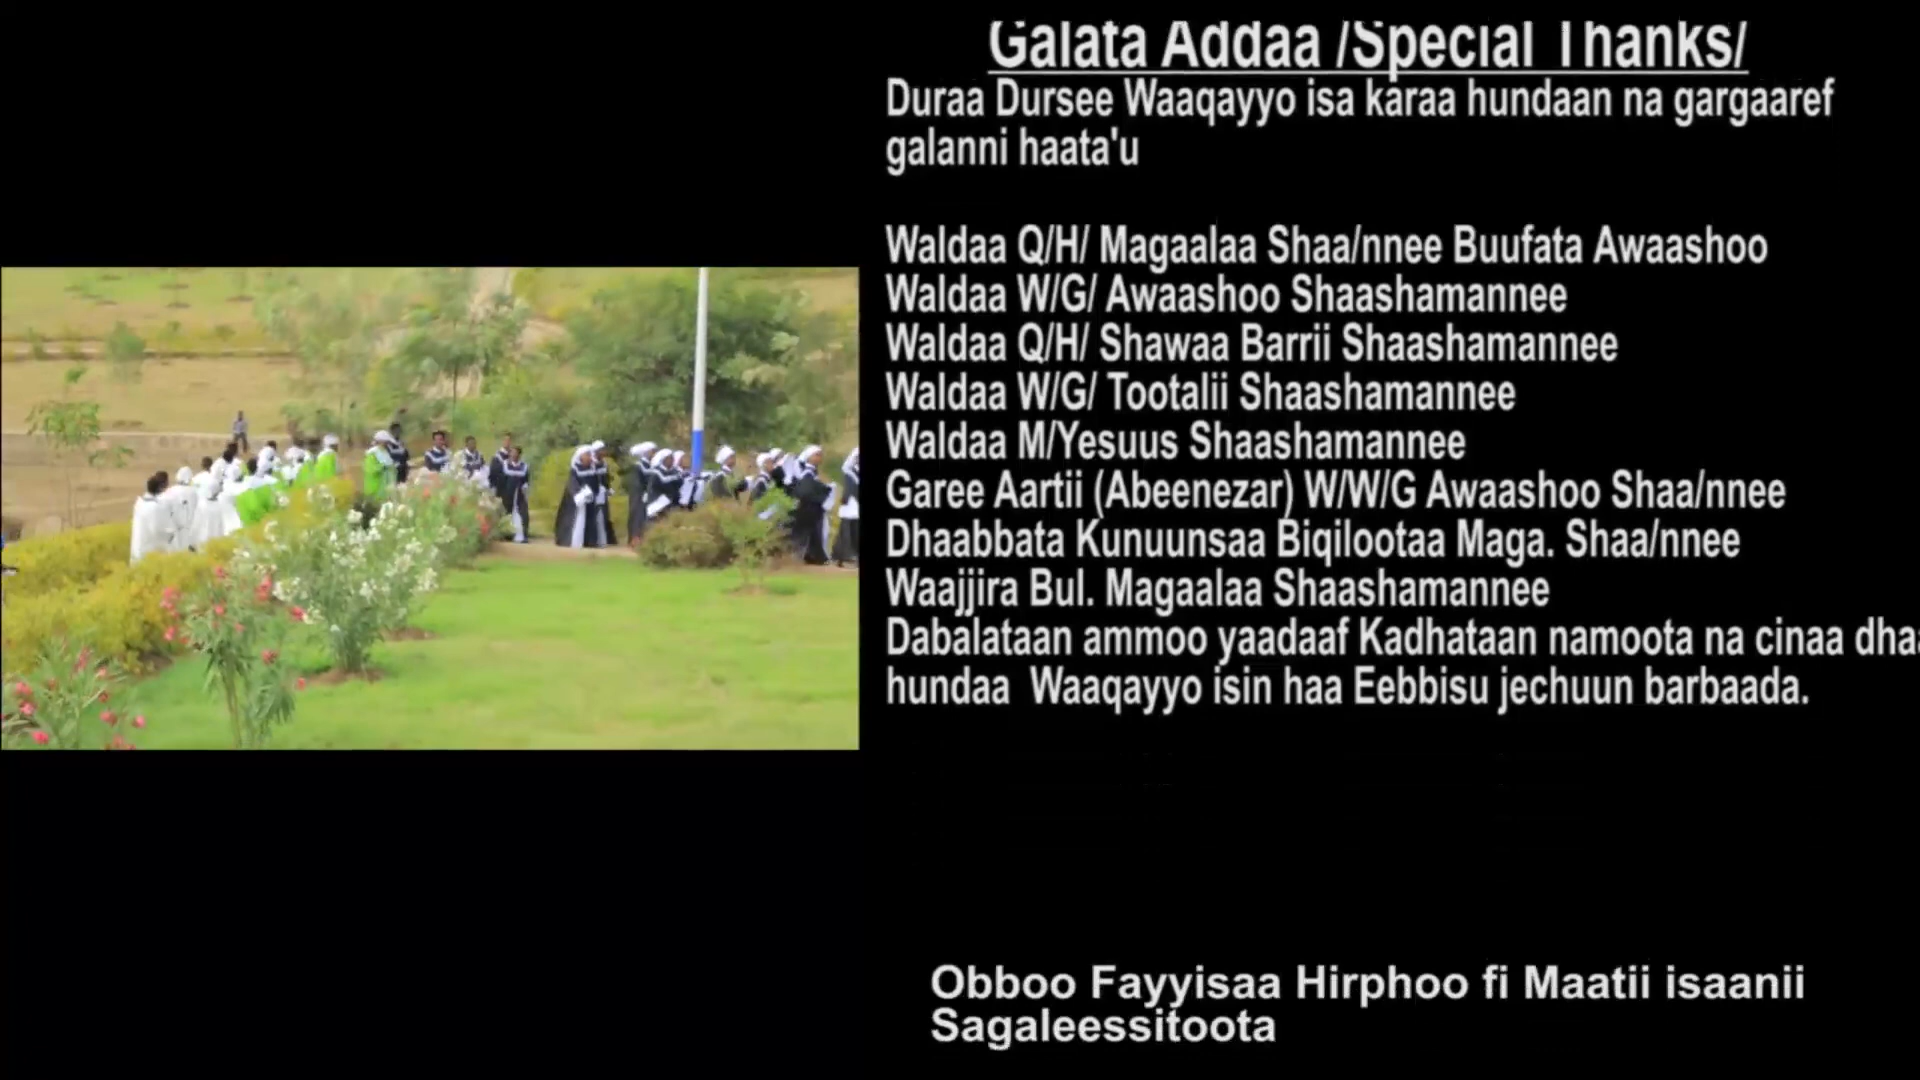 Galata Addaa /Special Thanks/
Duraa Dursee Waaqayyo isa karaa hundaan na gargaaref
galanni haata'u
Waldaa Q/H/ Magaalaa Shaa/nnee Buufata Awaashoo
Waldaa W/G/ Awaashoo Shaashamannee
Waldaa Q/H/ Shawaa Barrii Shaashamannee
Waldaa W/G/ Tootalii Shaashamannee
Waldaa M/Yesuus Shaashamannee
Garee Aartii (Abeenezar) W/W/G Awaashoo Shaa/nnee
Dhaabbata Kunuunsaa Biqilootaa Maga. Shaa/nnee
Waajjira Bul. Magaalaa Shaashamannee
Dabalataan ammoo yaadaaf Kadhataan namoota na cinaa
hundaa Waaqayyo isin haa Eebbisu jechuun barbaada.
Obboo Fayyisaa Hirphoo fi Maatii isaanii
Sagaleessitoota